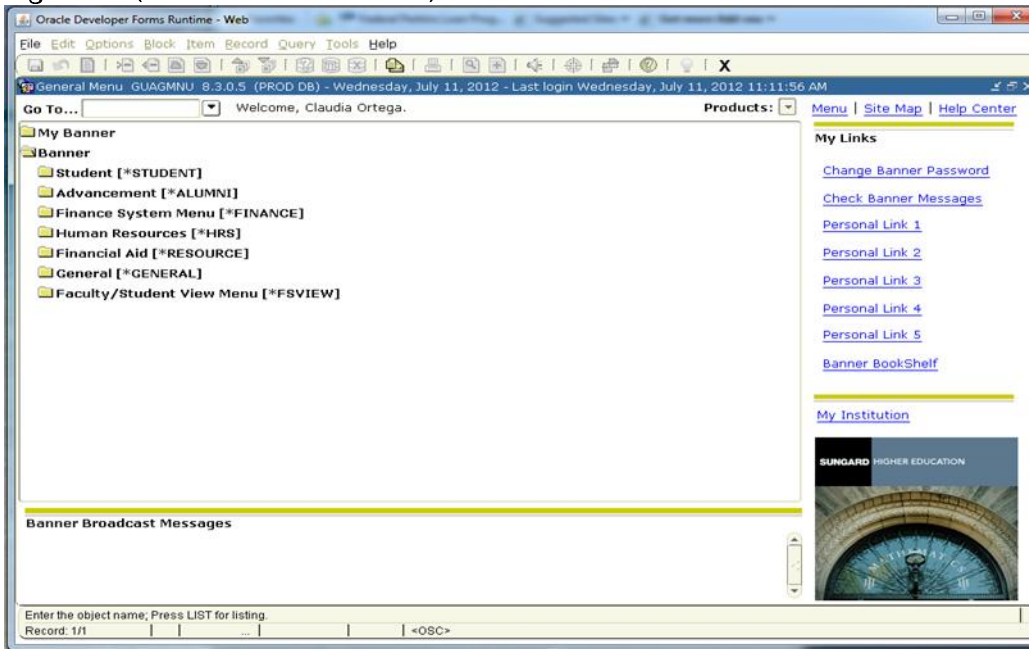 Oracle Developer Forms Runtime - Web
File Edit Options Block Item Record Query Tools Help
X
General Menu GUAGMNU 8.3.0.5 (PROD DB) - Wednesday, July 11, 2012 - Last login Wednesday, July 11, 2012 11:11:56 AM
Go To... Welcome, Claudia Ortega. Products: Menu | Site Map | Help Center
My Banner
Banner
Student [*STUDENT]
Advancement [*ALUMNI]
Finance System Menu [*FINANCE]
Human Resources [*HRS]
Financial Aid [*RESOURCE]
General [*GENERAL]
Faculty/Student View Menu [*FSVIEW]
My Links
Change Banner Password
Check Banner Messages
Personal Link 1
Personal Link 2
Personal Link 3
Personal Link 4
Personal Link 5
Banner BookShelf
My Institution
SUNGARD HIGHER EDUCATION
Banner Broadcast Messages
Enter the object name; Press LIST for listing.
Record: 1/1 ... <OSC>